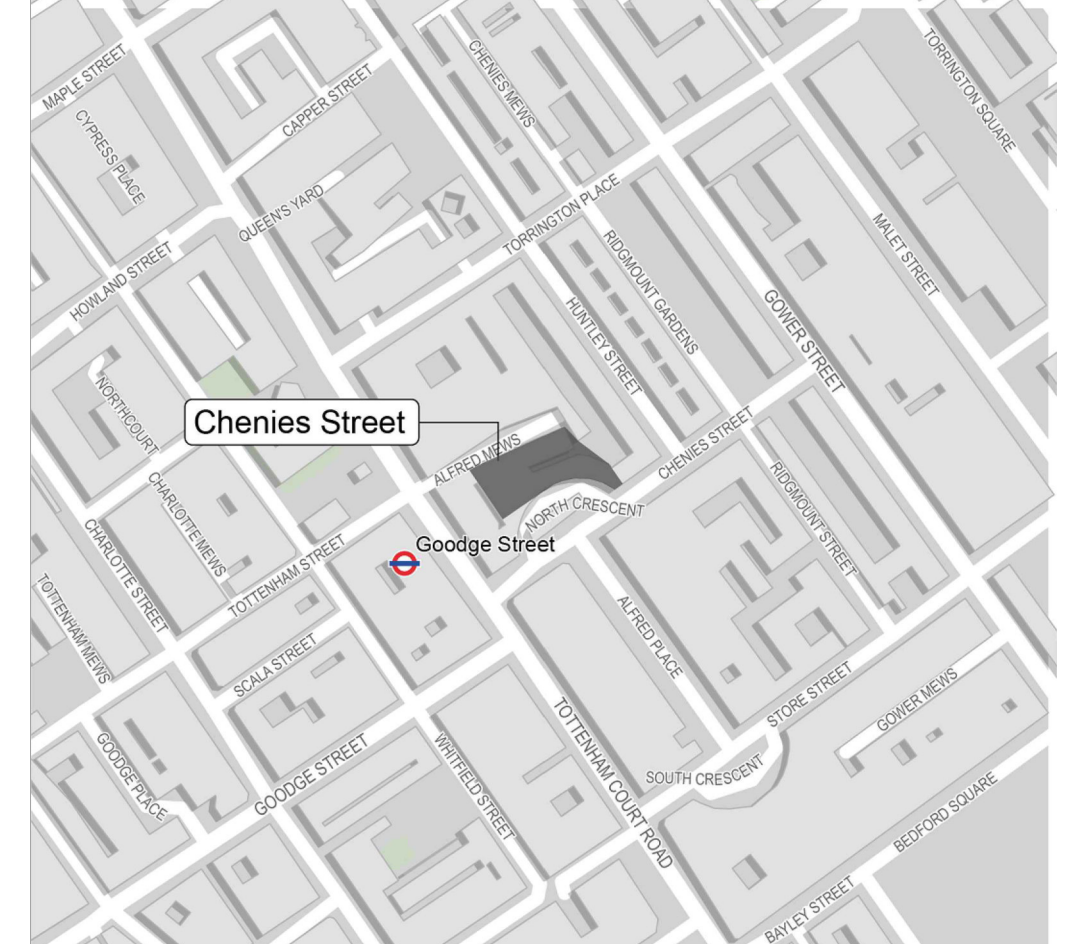 MAPLE STREET
CYPRESS PLACE
CAPPER STREET
CHENIES MEWS
TORRINGTON SQUARE
QUEEN'S YARD
TORRINGTON PLACE
HOWLAND STREET
RIDGMOUNT GARDENS
MALET STREET
HUNTLEY STREET
GOWER STREET
NORTHCOURT
Chenies Street
ALFRED MEWS
CHENIES STREET
CHARLOTTE MEWS
NORTH CRESCENT
RIDGMOUNT STREET
CHARLOTTE STREET
Goodge Street
TOTTENHAM STREET
TOTTENHAM MEWS
ALFRED PLACE
SCALA STREET
STORE STREET
GOWER MEWS
GOODGE PLACE
GOODGE STREET
WHITFIELD STREET
TOTTENHAM COURT ROAD
SOUTH CRESCENT
BEDFORD SQUARE
BAYLEY STREET